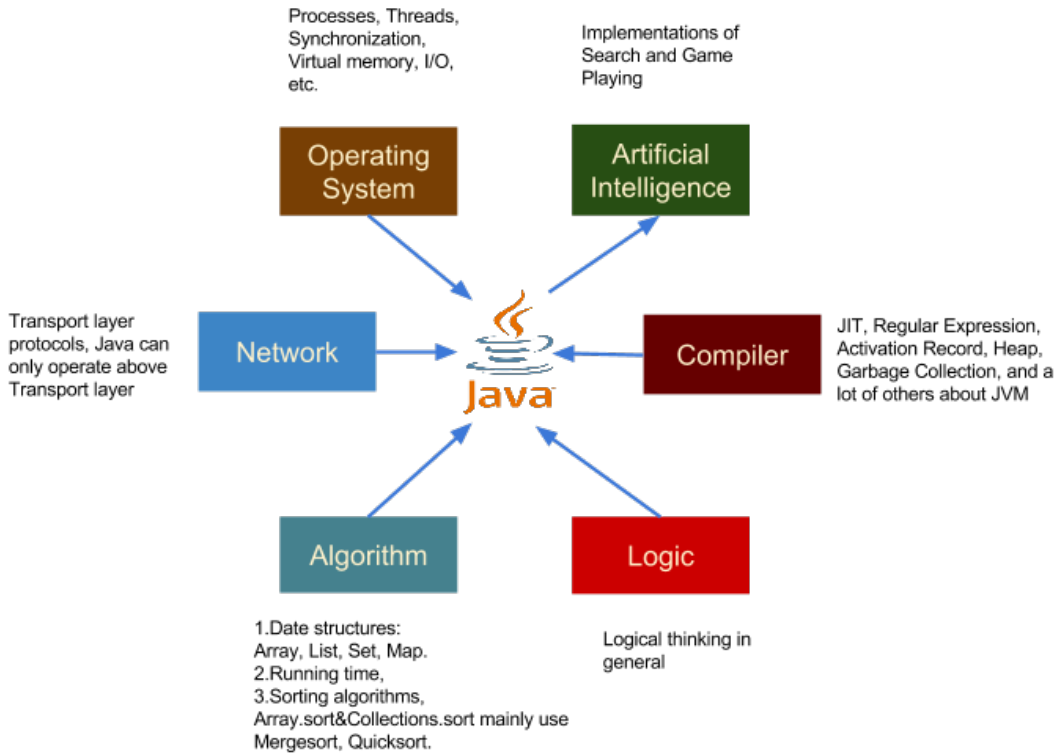 Processes, Threads,
Synchronization,
Virtual memory, I/O,
etc.
Implementations of
Search and Game
Playing
Operating
System
Artificial
Intelligence
Transport layer
protocols, Java can
only operate above
Transport layer
Network
Java
Compiler
JIT, Regular Expression,
Activation Record, Heap,
Garbage Collection, and a
lot of others about JVM
Algorithm
Logic
1.Date structures:
Array, List, Set, Map.
2.Running time,
3.Sorting algorithms,
Array.sort&Collections.sort mainly use
Mergesort, Quicksort.
Logical thinking in
general